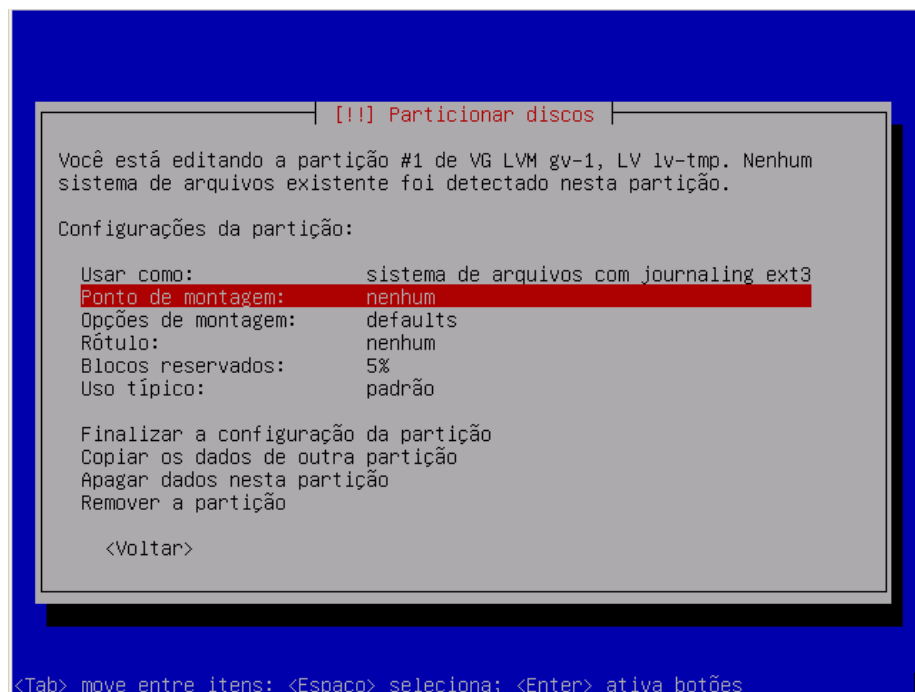 [!!] Particionar discos
Você está editando a partição #1 de VG LVM gv-1, LV lv-tmp. Nenhum
sistema de arquivos existente foi detectado nesta partição.
Configurações da partição:
Usar como: sistema de arquivos com journaling ext3
Ponto de montagem: nenhum
Opções de montagem: defaults
Rótulo: nenhum
Blocos reservados: 5%
Uso típico: padrão
Finalizar a configuração da partição
Copiar os dados de outra partição
Apagar dados nesta partição
Remover a partição
<Voltar>
<Tab> move entre itens; <Espaço> seleciona; <Enter> ativa botões